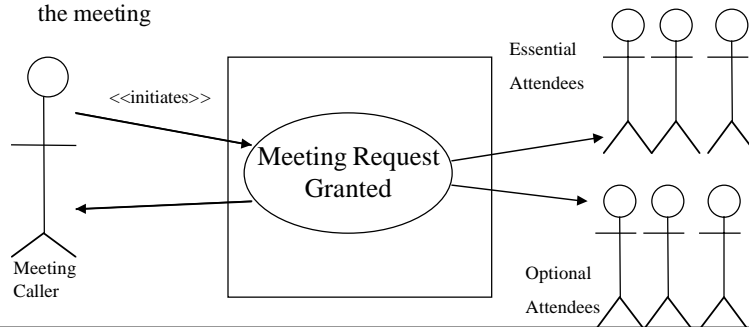 the meeting
<<initiates>>
Meeting Request
Granted
Essential
Attendees
Meeting
Caller
Optional
Attendees